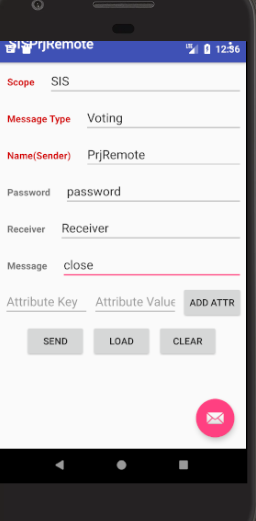 SISPrjRemote 12:36
Scope SIS
Message Type Voting
Name(Sender) PrjRemote
Password password
Receiver Receiver
Message close
Attribute Key Attribute Value ADD ATTR
SEND LOAD CLEAR